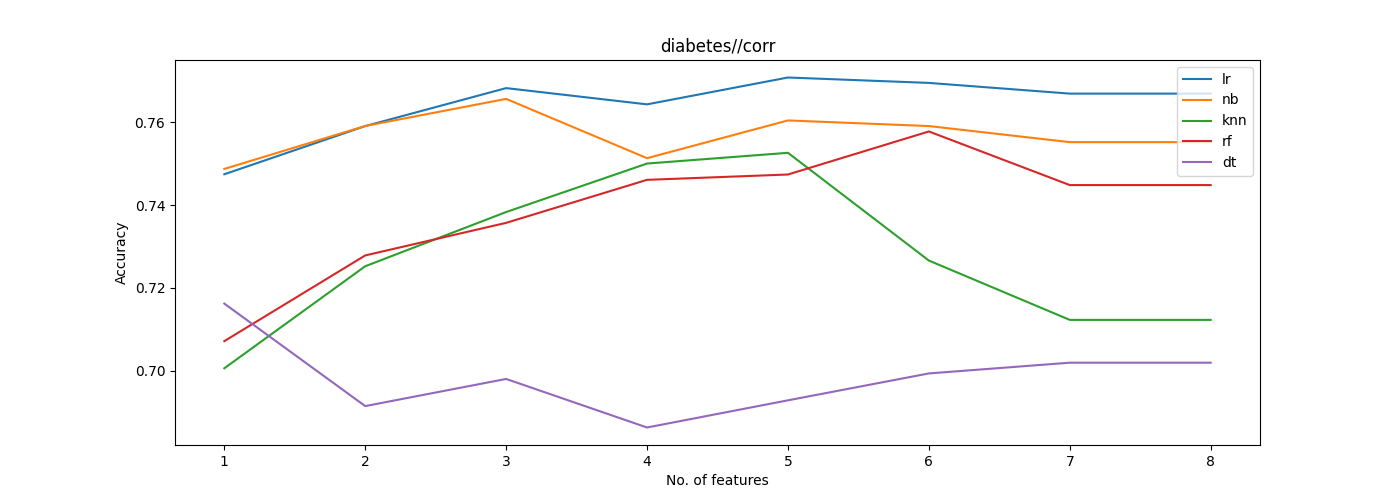 diabetes//corr
lr
nb
knn
rf
dt
Accuracy
0.76
0.74
0.72
0.70
1 2 3 4 5 6 7 8
No. of features